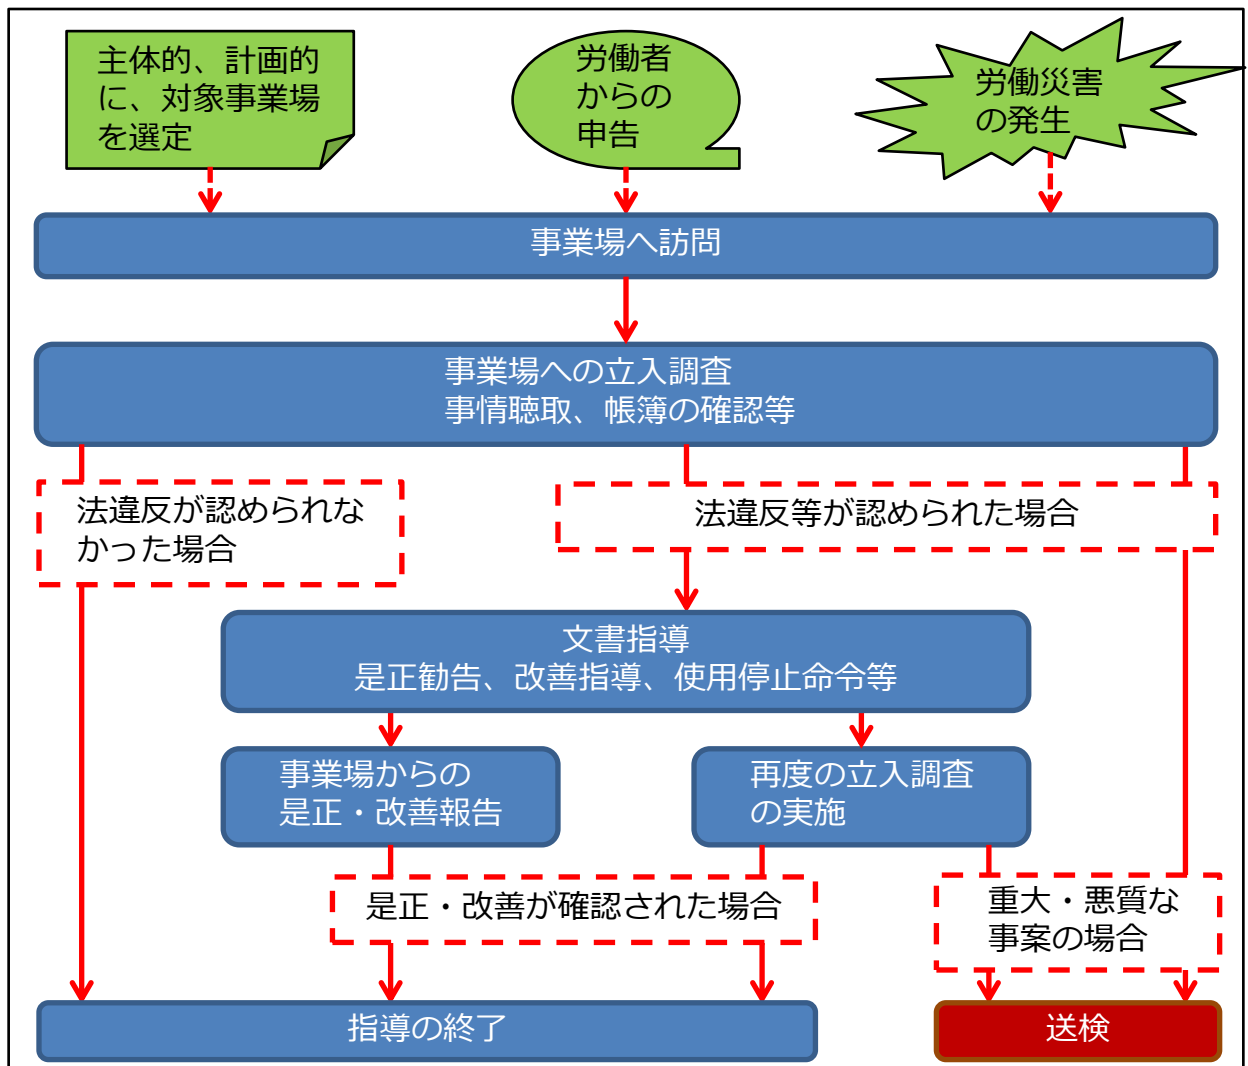 主体的、計画的
に、対象事業場
を選定
労働者
からの
申告
労働災害
の発生
事業場へ訪問
事業場への立入調査
事情聴取、帳簿の確認等
法違反が認められな
かった場合
法違反等が認められた場合
文書指導
是正勧告、改善指導、使用停止命令等
事業場からの
是正・改善報告
再度の立入調査
の実施
是正・改善が確認された場合
重大・悪質な
事案の場合
指導の終了
送検